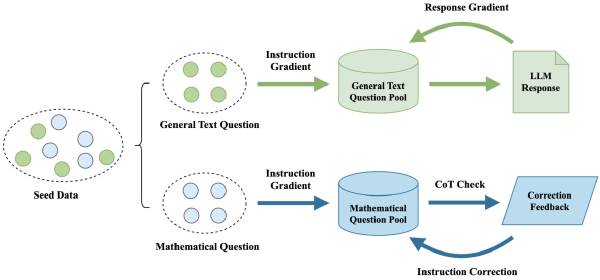 Response Gradient
Instruction
Gradient
General Text
Question Pool
LLM
Response
General Text Question
Seed Data
Instruction
Gradient
Mathematical
Question Pool
CoT Check
Correction
Feedback
Mathematical Question
Instruction Correction